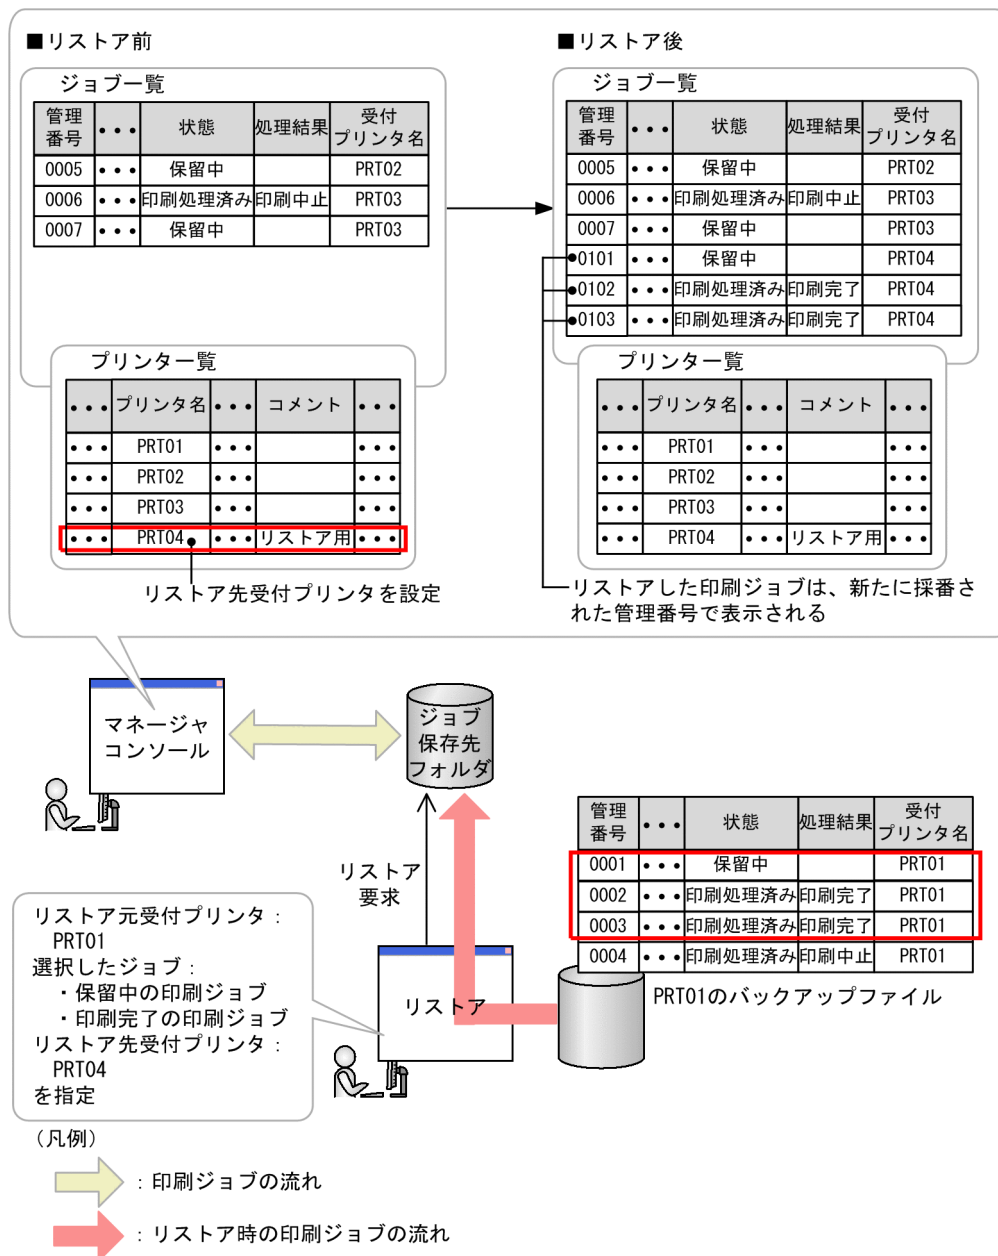 ■リストア前
ジョブ一覧
管理番号 ・・・ 状態 処理結果 受付プリンタ名
0005 ・・・ 保留中 PRT02
0006 ・・・ 印刷処理済み 印刷中止 PRT03
0007 ・・・ 保留中 PRT03
プリンター覧
・・・ プリンタ名 ・・・ コメント ・・・
・・・ PRT01 ・・・ ・・・
・・・ PRT02 ・・・ ・・・
・・・ PRT03 ・・・ ・・・
・・・ PRT04 ・・・ リストア用 ・・・
リストア先受付プリンタを設定
■リストア後
ジョブ一覧
管理番号 ・・・ 状態 処理結果 受付プリンタ名
0005 ・・・ 保留中 PRT02
0006 ・・・ 印刷処理済み 印刷中止 PRT03
0007 ・・・ 保留中 PRT03
0101 ・・・ 保留中 PRT04
0102 ・・・ 印刷処理済み 印刷完了 PRT04
0103 ・・・ 印刷処理済み 印刷完了 PRT04
プリンタ一覧
・・・ プリンタ名 ・・・ コメント ・・・
・・・ PRT01 ・・・ ・・・
・・・ PRT02 ・・・ ・・・
・・・ PRT03 ・・・ ・・・
・・・ PRT04 ・・・ リストア用 ・・・
リストアした印刷ジョブは、新たに採番さ
れた管理番号で表示される
マネージャ
コンソール
ジョブ
保存先
フォルダ
リストア
要求
管理番号 ・・・ 状態 処理結果 受付プリンタ名
0001 ・・・ 保留中 PRT01
0002 ・・・ 印刷処理済み 印刷完了 PRT01
0003 ・・・ 印刷処理済み 印刷完了 PRT01
0004 ・・・ 印刷処理済み 印刷中止 PRT01
PRT01のバックアップファイル
リストア
リストア元受付プリンタ：
PRT01
選択したジョブ：
・保留中の印刷ジョブ
・印刷完了の印刷ジョブ
リストア先受付プリンタ：
PRT04
を指定
（凡例）
：印刷ジョブの流れ
：リストア時の印刷ジョブの流れ